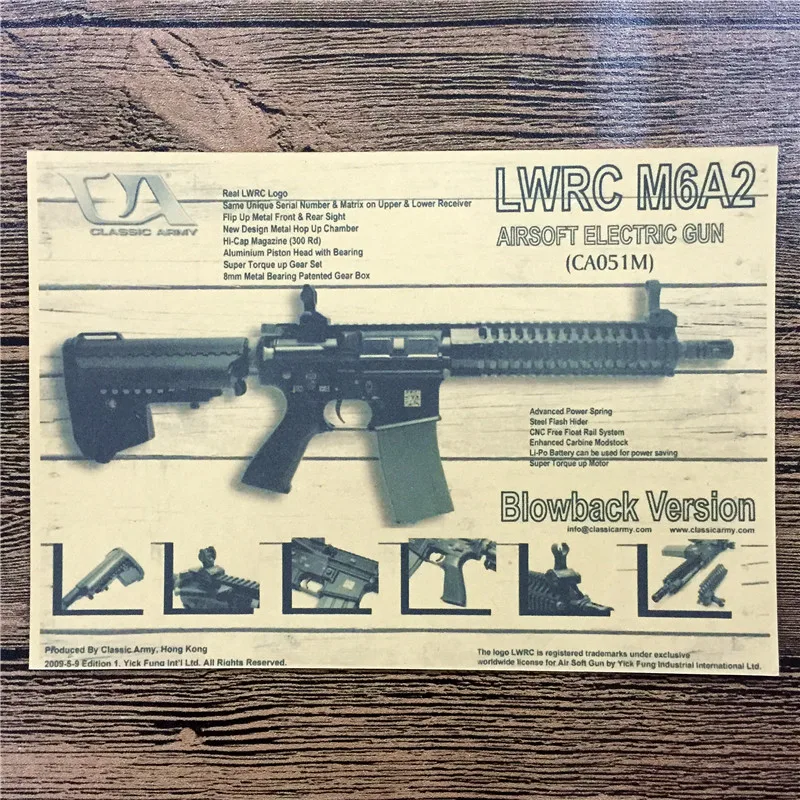 CA
CLASSIC ARMY
Real LWRC Logo
Same Unique Serial Number & Matrix on Upper & Lower Receiver
Flip Up Metal Front & Rear Sight
New Design Metal Hop Up Chamber
Hi-Cap Magazine (300 Rd)
Aluminium Piston Head with Bearing
Super Torque up Gear Set
8mm Metal Bearing Patented Gear Box
LWRC M6A2
AIRSOFT ELECTRIC GUN
(CA051M)
Advanced Power Spring
Steel Flash Hider
CNC Free Float Rail System
Enhanced Carbine Modstock
Li-Po Battery can be used for power saving
Super Torque up Motor
Blowback Version
info@classicarmy.com www.classicarmy.com
Produced By Classic Army, Hong Kong
2009-5-9 Edition 1. Yick Fung Int'l Ltd. All Rights Reserved.
The logo LWRC is registered trademarks under exclusive
worldwide license for Air Soft Gun by Yick Fung Industrial International Ltd.